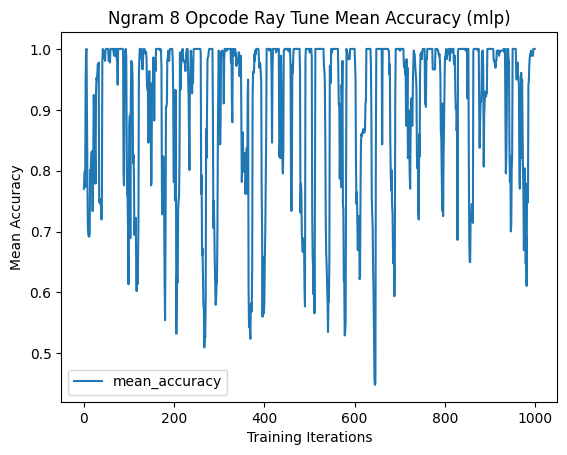 Ngram 8 Opcode Ray Tune Mean Accuracy (mlp)
1.0
0.9
0.8
0.7
0.6
0.5
Mean Accuracy
mean_accuracy
0 200 400 600 800 1000
Training Iterations